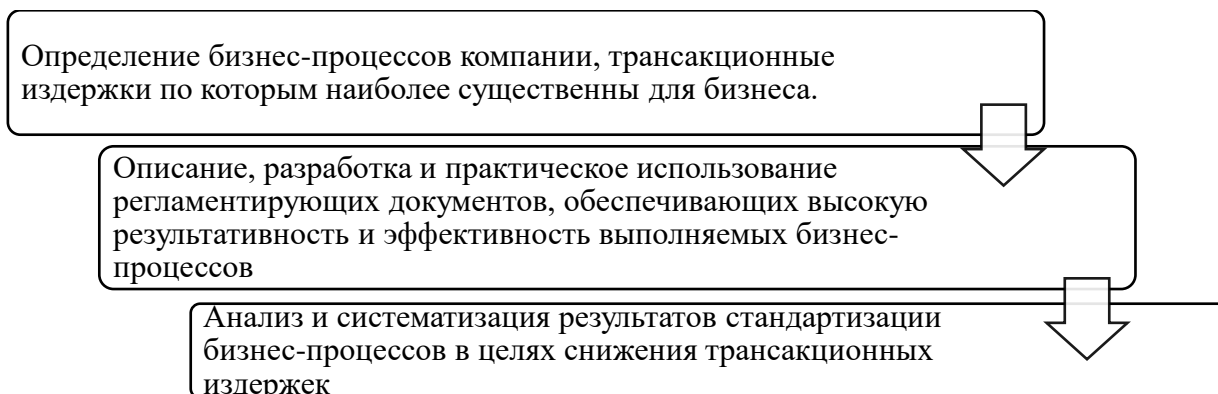 Определение бизнес-процессов компании, трансакционные
издержки по которым наиболее существенны для бизнеса.
Описание, разработка и практическое использование
регламентирующих документов, обеспечивающих высокую
результативность и эффективность выполняемых бизнес-
процессов
Анализ и систематизация результатов стандартизации
бизнес-процессов в целях снижения трансакционных
издержек